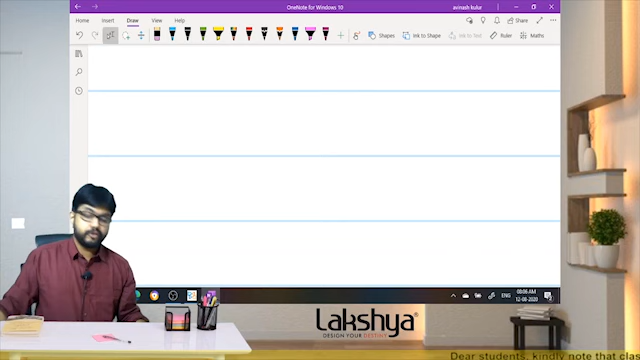 OneNote for Windows 10
avinash kulur
Home Insert Draw View Help
Share
Shapes Ink to Shape Ink to Text Ruler Maths
ENG
08:06 AM
12-08-2020
Lakshya®
DESIGN YOUR DESTINY
Dear students, kindly note that clas